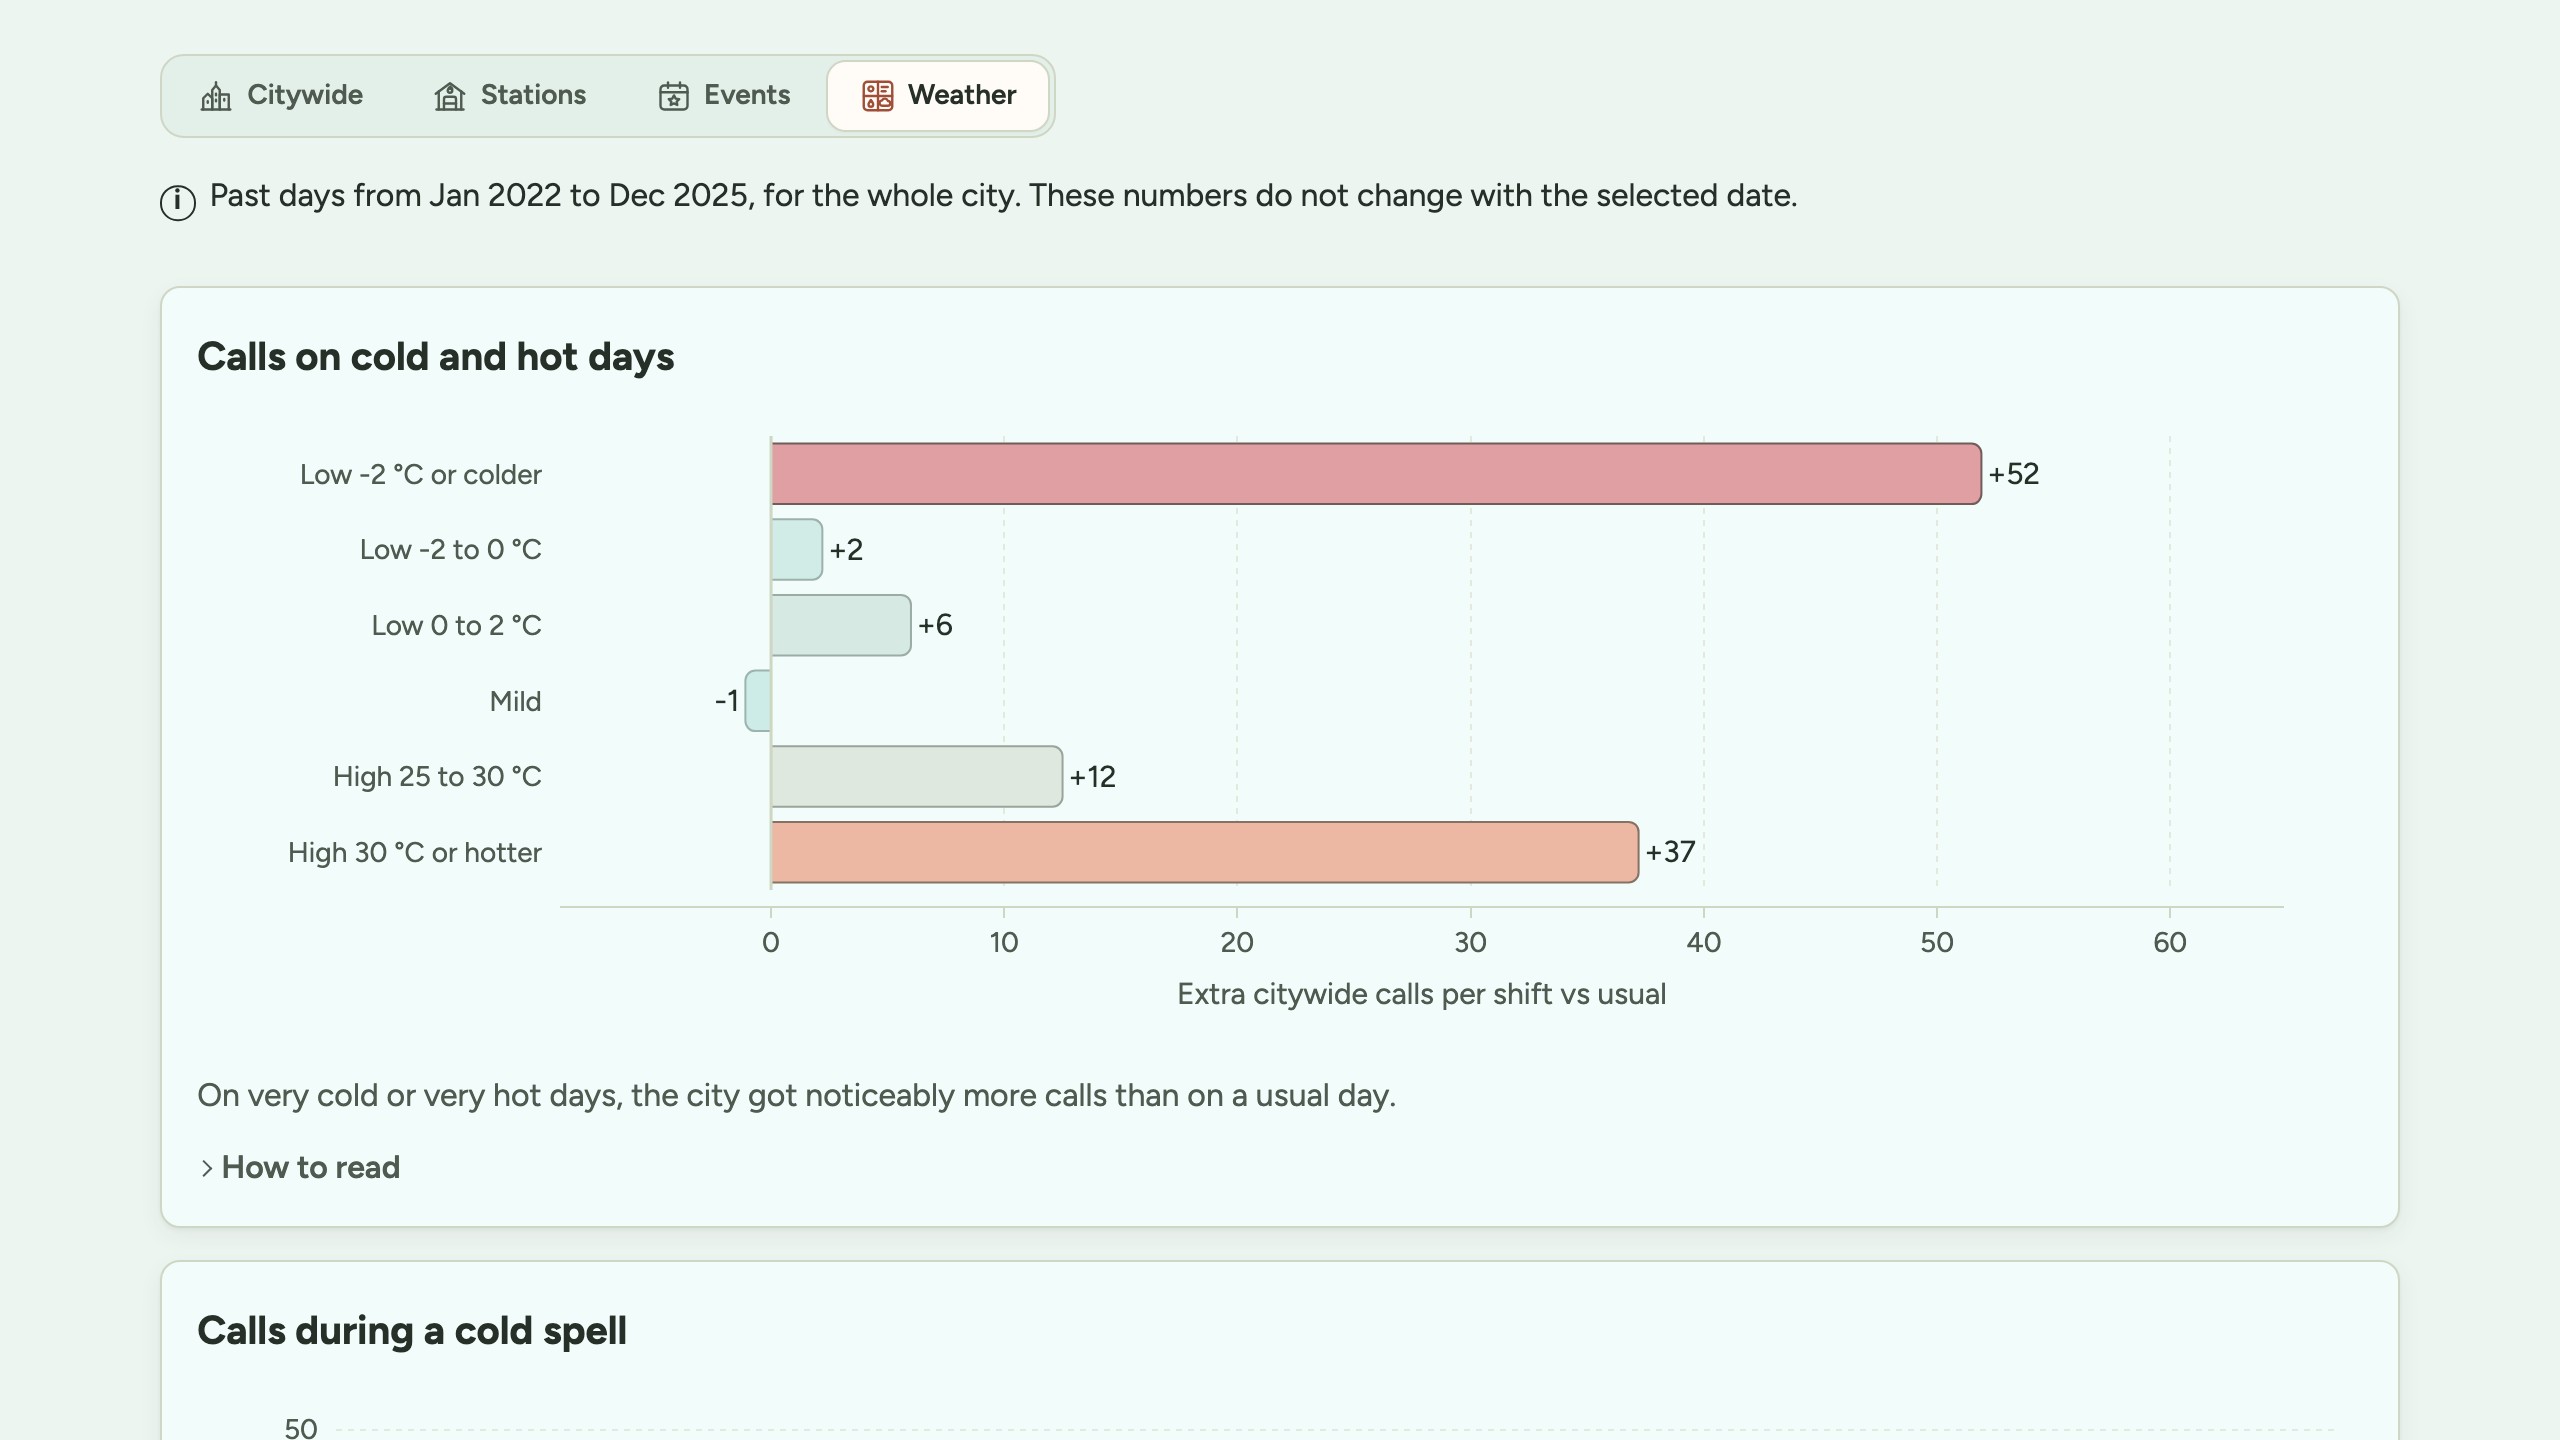 Citywide
Stations
Events
Weather
Past days from Jan 2022 to Dec 2025, for the whole city. These numbers do not change with the selected date.
Calls on cold and hot days
Low -2 °C or colder
+52
Low -2 to 0 °C
+2
Low 0 to 2 °C
+6
Mild
-1
High 25 to 30 °C
+12
High 30 °C or hotter
+37
0 10 20 30 40 50 60
Extra citywide calls per shift vs usual
On very cold or very hot days, the city got noticeably more calls than on a usual day.
How to read
Calls during a cold spell
50